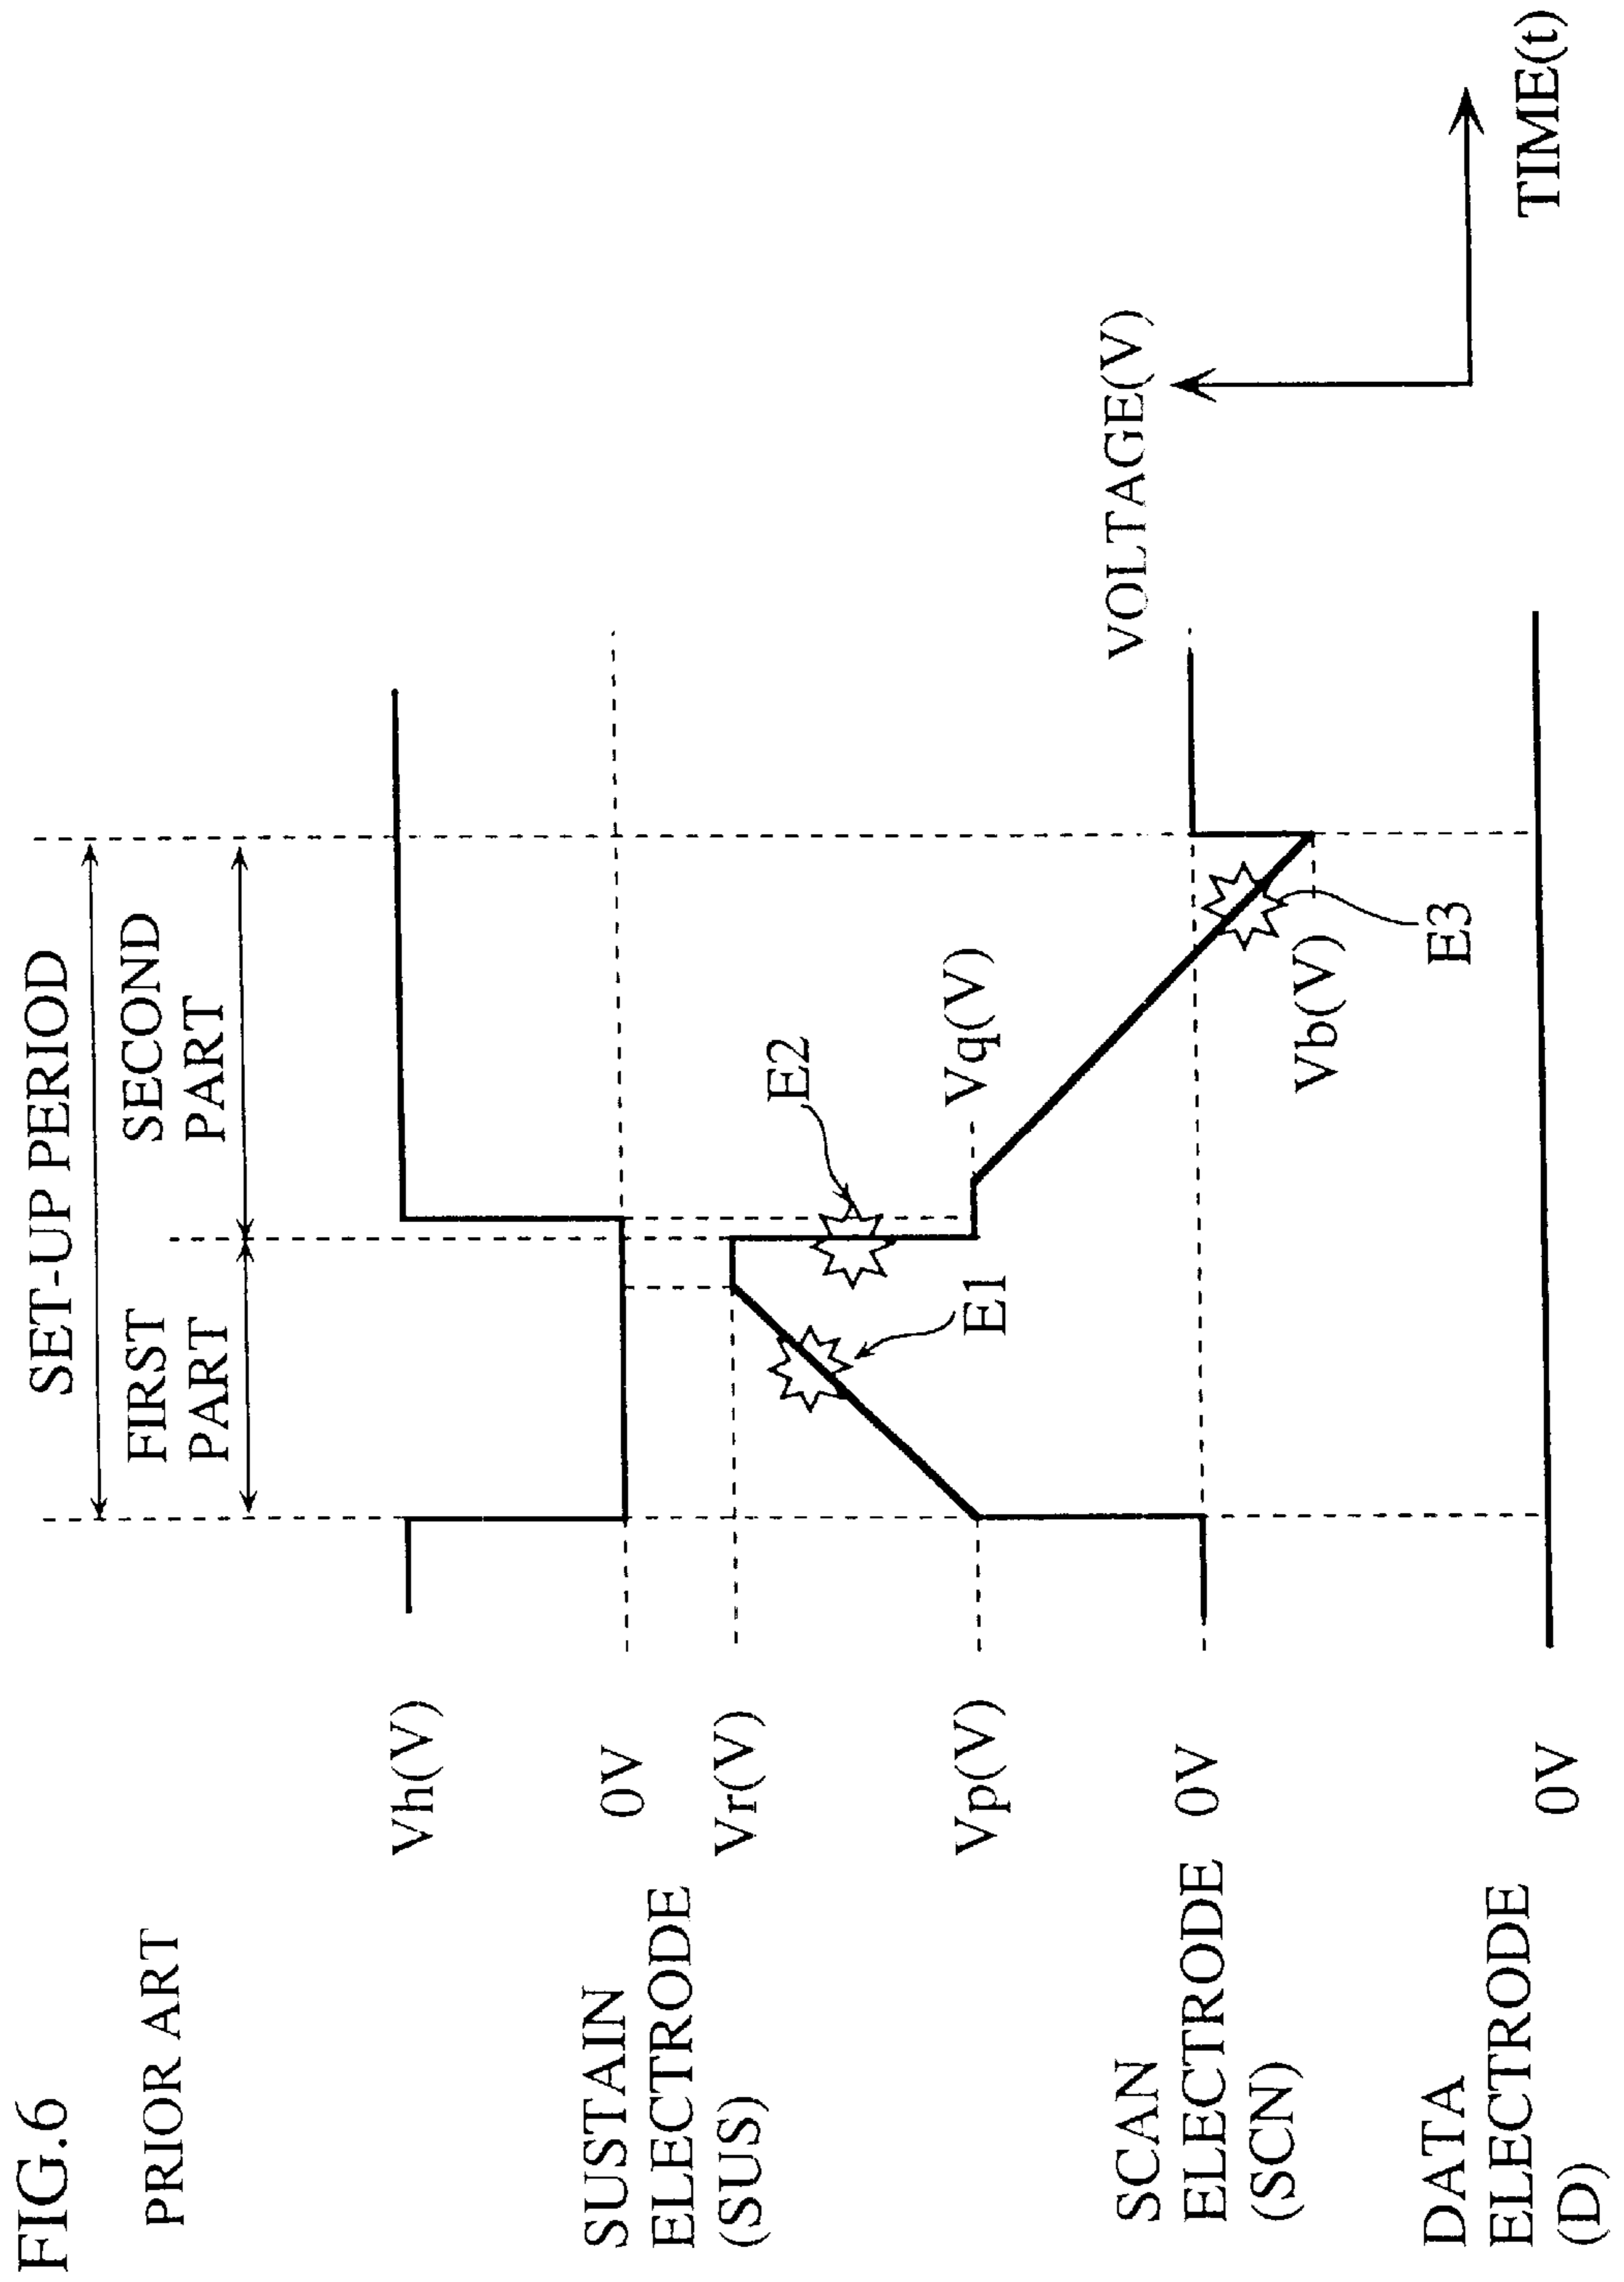 FIG.6
PRIOR ART
SET-UP PERIOD
FIRST
PART
SECOND
PART
Vh(V)
SUSTAIN
ELECTRODE
(SUS)
0V
Vr(V)
E2
E1
Vp(V)
Vq(V)
SCAN
ELECTRODE
(SCN)
0V
Vb(V)
E3
DATA
ELECTRODE
(D)
0V
VOLTAGE(V)
TIME(t)